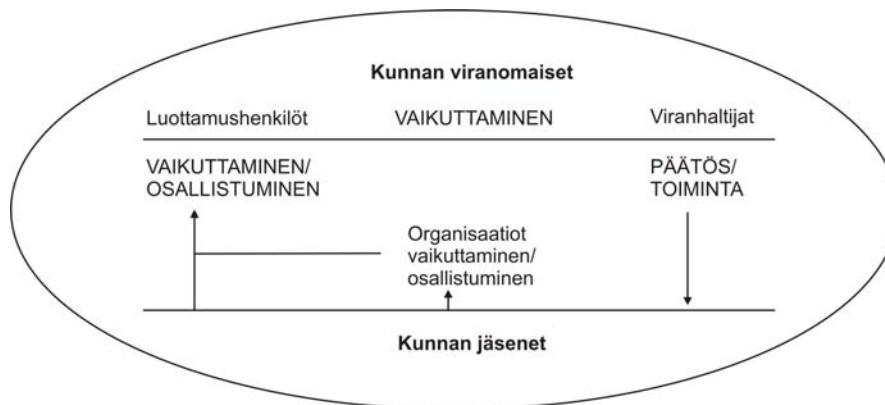 Kunnan viranomaiset
Luottamushenkilöt VAIKUTTAMINEN Viranhaltijat
VAIKUTTAMINEN/
OSALLISTUMINEN
PÄÄTÖS/
TOIMINTA
Organisaatiot
vaikuttaminen/
osallistuminen
Kunnan jäsenet